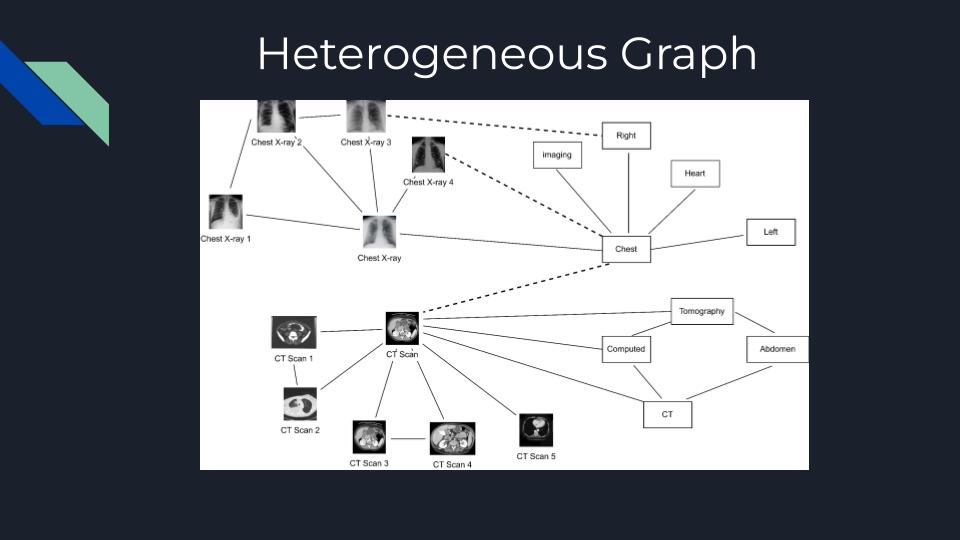 Heterogeneous Graph
Chest X-ray 2
Chest X-ray 3
Right
imaging
Chest X-ray 4
Heart
Chest X-ray 1
Left
Chest
Chest X-ray
Tomography
CT Scan 1
CT Scan
Computed
Abdomen
CT
CT Scan 2
CT Scan 3
CT Scan 4
CT Scan 5